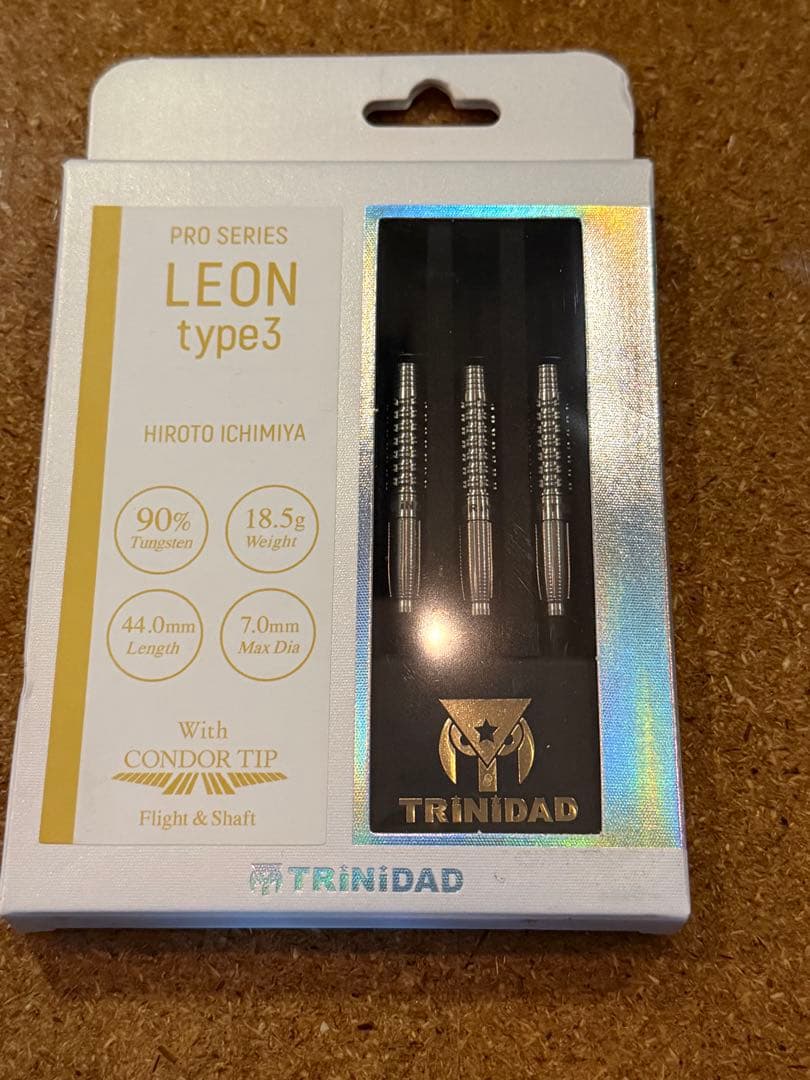 PRO SERIES
LEON
type3
HIROTO ICHIMIYA
90%
Tungsten
18.5g
Weight
44.0mm
Length
7.0mm
Max Dia
With
CONDOR TIP
Flight & Shaft
TRiNiDAD
TRiNiDAD